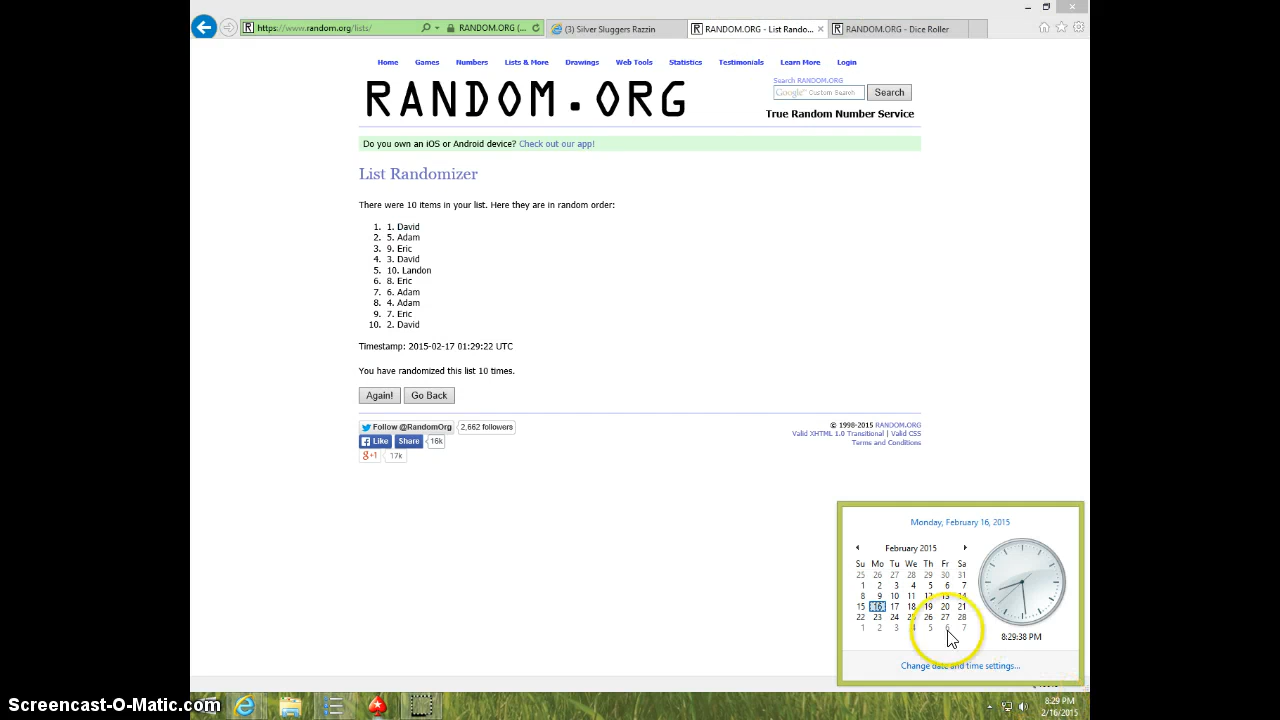 https://www.random.org/lists/
RANDOM.ORG (...
(3) Silver Sluggers Razzin
RANDOM.ORG - List Rando...
RANDOM.ORG - Dice Roller
Home Games Numbers Lists & More Drawings Web Tools Statistics Testimonials Learn More Login
RANDOM.ORG
Search RANDOM.ORG
Google™ Custom Search
Search
True Random Number Service
Do you own an iOS or Android device? Check out our app!
List Randomizer
There were 10 items in your list. Here they are in random order:
1. 1. David
2. 5. Adam
3. 9. Eric
4. 3. David
5. 10. Landon
6. 8. Eric
7. 6. Adam
8. 4. Adam
9. 7. Eric
10. 2. David
Timestamp: 2015-02-17 01:29:22 UTC
You have randomized this list 10 times.
Again! Go Back
Follow @RandomOrg 2,662 followers
Like Share 16k
g+1 17k
© 1998-2015 RANDOM.ORG
Valid XHTML 1.0 Transitional | Valid CSS
Terms and Conditions
Monday, February 16, 2015
February 2015
Su Mo Tu We Th Fr Sa
25 26 27 28 29 30 31
1 2 3 4 5 6 7
8 9 10 11 12 13 14
15 16 17 18 19 20 21
22 23 24 25 26 27 28
1 2 3 4 5 6 7
8:29:38 PM
Change date and time settings...
8:29 PM
2/16/2015
Screencast-O-Matic.com